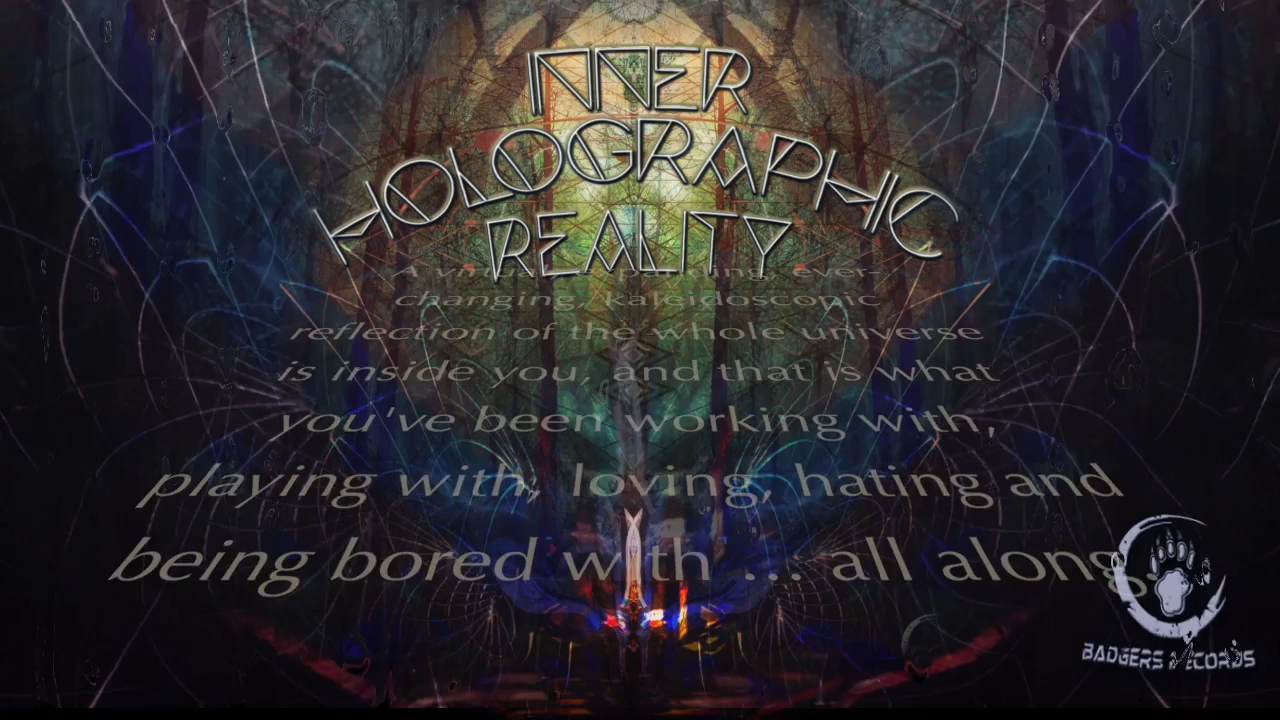 INNER
HOLOGRAPHIC
REALITY
A ever-
changing, kaleidoscopic
reflection of the whole universe
is inside you, and that is what
you've been working with,
playing with, loving, hating and
being bored with ... all along.
BADGERS RECORDS